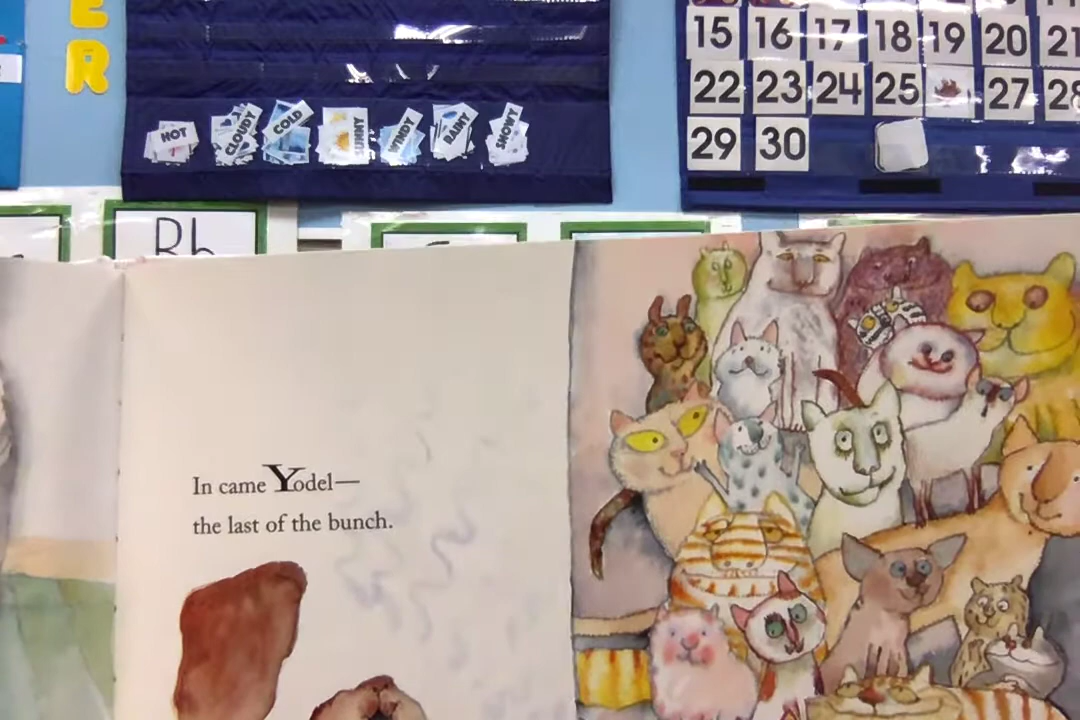 E
R
15 16 17 18 19 20 21
22 23 24 25 27 28
29 30
HOT CLOUDY COLD SUNNY WINDY RAINY SNOWY
Bb
In came Yodel—
the last of the bunch.